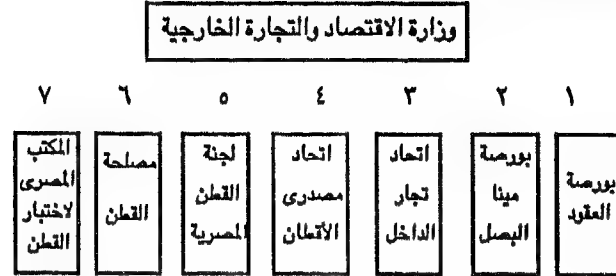 وزارة الاقتصاد والتجارة الخارجية
١ ٢ ٣ ٤ ٥ ٦ ٧
بورصة
العقود
بورصة
مينا
البصل
اتحاد
تجار
الداخل
اتحاد
مصدرى
الأقطان
لجنة
القطن
المصرية
مصلحة
القطن
المكتب
المصرى
لاختبار
القطن